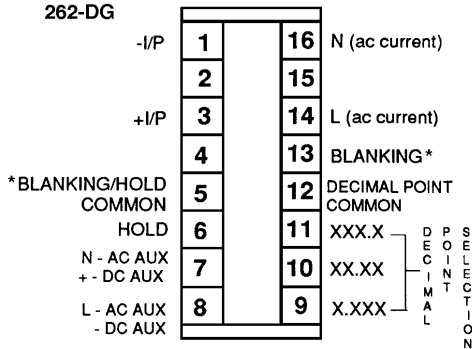 262-DG
-I/P 1 16 N (ac current)
2 15
+I/P 3 14 L (ac current)
4 13 BLANKING*
*BLANKING/HOLD
COMMON 5 12 DECIMAL POINT
COMMON
HOLD 6 11 XXX.X
N - AC AUX
+ - DC AUX 7 10 XX.XX
L - AC AUX
- DC AUX 8 9 X.XXX
DECIMAL
POINT
SELECTION